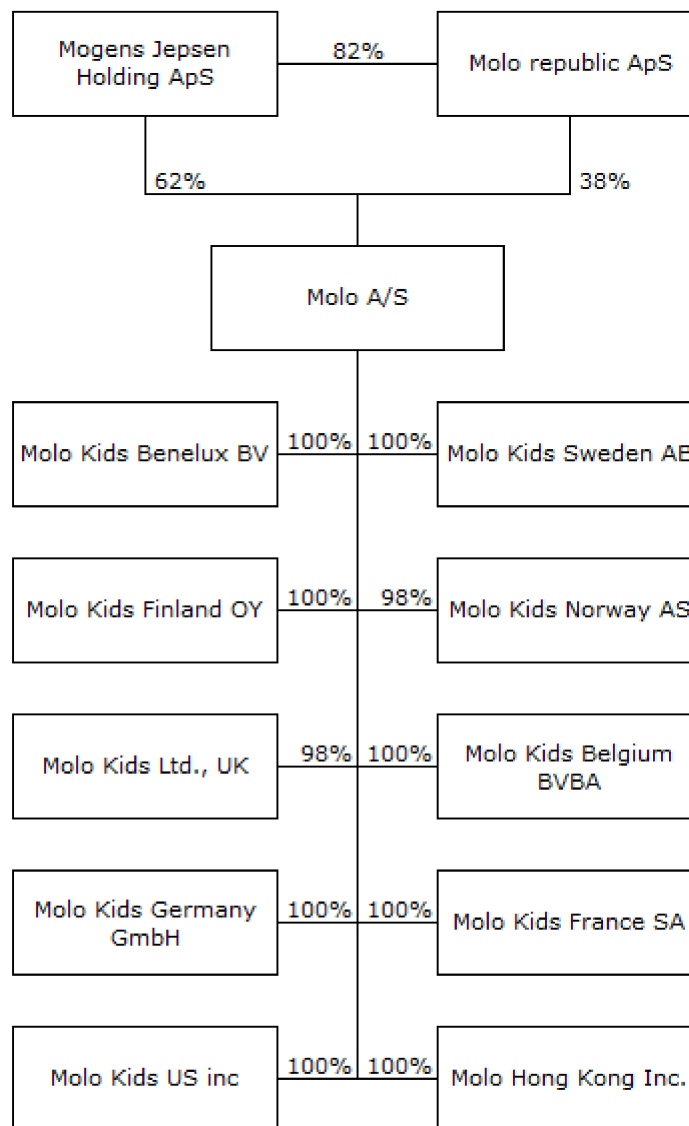 Mogens Jepsen
Holding ApS
82%
Molo republic ApS
62%
38%
Molo A/S
Molo Kids Benelux BV
100%
100%
Molo Kids Sweden AB
Molo Kids Finland OY
100%
98%
Molo Kids Norway AS
Molo Kids Ltd., UK
98%
100%
Molo Kids Belgium
BVBA
Molo Kids Germany
GmbH
100%
100%
Molo Kids France SA
Molo Kids US inc
100%
100%
Molo Hong Kong Inc.